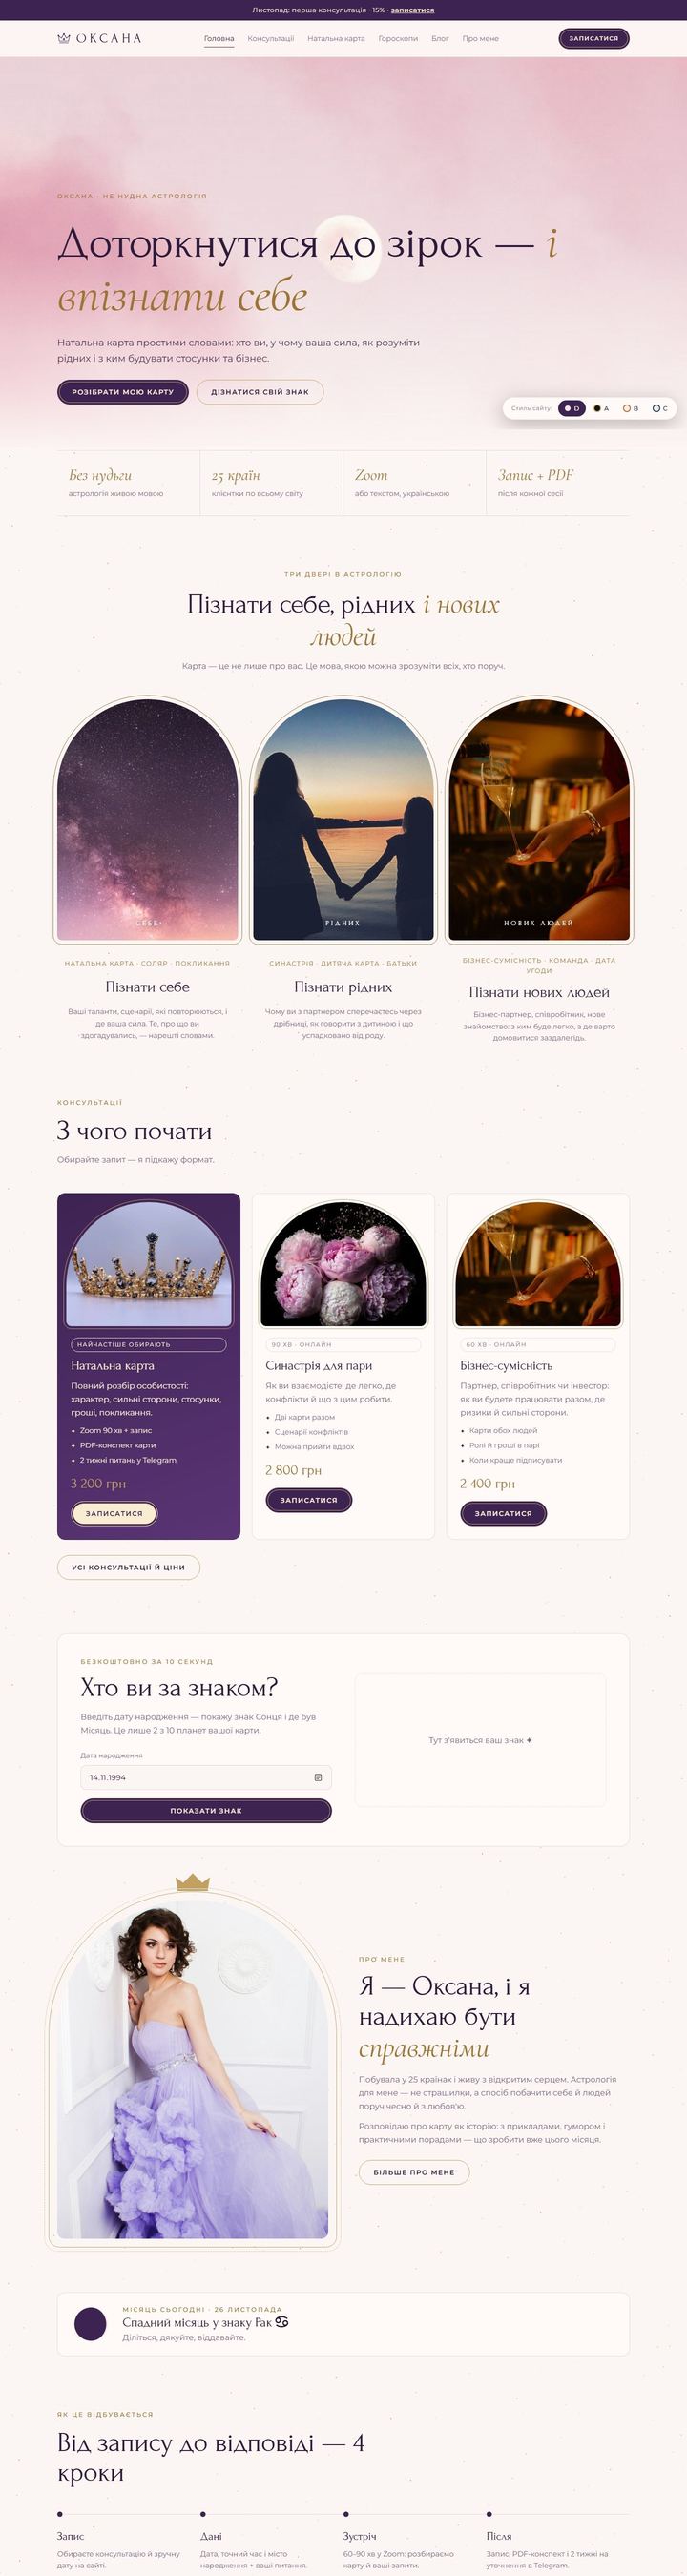 Листопад: перша консультація −15% · записатися
ОКСАНА
Головна Консультації Натальна карта Гороскопи Блог Про мене
ЗАПИСАТИСЯ
ОКСАНА · НЕ НУДНА АСТРОЛОГІЯ
Доторкнутися до зірок — і
впізнати себе
Натальна карта простими словами: хто ви, у чому ваша сила, як розуміти
рідних і з ким будувати стосунки та бізнес.
РОЗІБРАТИ МОЮ КАРТУ ДІЗНАТИСЯ СВІЙ ЗНАК
Стиль сайту: D A B C
Без нудьги 25 країн Zoom Запис + PDF
астрологія живою мовою клієнтки по всьому світу або текстом, українською після кожної сесії
ТРИ ДВЕРІ В АСТРОЛОГІЮ
Пізнати себе, рідних і нових
людей
Карта — це не лише про вас. Це мова, якою можна зрозуміти всіх, хто поруч.
СЕБЕ РІДНИХ НОВИХ ЛЮДЕЙ
НАТАЛЬНА КАРТА · СОЛЯР · ПОКЛИКАННЯ
Пізнати себе
Ваші таланти, сценарії, які повторюються, і
де ваша сила. Те, про що ви
здогадувались, — нарешті словами.
СИНАСТРІЯ · ДИТЯЧА КАРТА · БАТЬКИ
Пізнати рідних
Чому ви з партнером сперечаєтесь через
дрібниці, як говорити з дитиною і що
успадковано від роду.
БІЗНЕС-СУМІСНІСТЬ · КОМАНДА · ДАТА
УГОДИ
Пізнати нових людей
Бізнес-партнер, співробітник, нове
знайомство: з ким буде легко, а де варто
домовитися заздалегідь.
КОНСУЛЬТАЦІЇ
З чого почати
Обирайте запит — я підкажу формат.
НАЙЧАСТІШЕ ОБИРАЮТЬ
Натальна карта
Повний розбір особистості:
характер, сильні сторони, стосунки,
гроші, покликання.
Zoom 90 хв + запис
PDF-конспект карти
2 тижні питань у Telegram
3 200 грн
ЗАПИСАТИСЯ
90 ХВ · ОНЛАЙН
Синастрія для пари
Як ви взаємодієте: де легко, де
конфлікти й що з цим робити.
Дві карти разом
Сценарії конфліктів
Можна прийти вдвох
2 800 грн
ЗАПИСАТИСЯ
60 ХВ · ОНЛАЙН
Бізнес-сумісність
Партнер, співробітник чи інвестор:
як ви будете працювати разом, де
ризики й сильні сторони.
Карти обох людей
Ролі й гроші в парі
Коли краще підписувати
2 400 грн
ЗАПИСАТИСЯ
УСІ КОНСУЛЬТАЦІЇ Й ЦІНИ
БЕЗКОШТОВНО ЗА 10 СЕКУНД
Хто ви за знаком?
Введіть дату народження — покажу знак Сонця і де був
Місяць. Це лише 2 з 10 планет вашої карти.
Дата народження
14.11.1994
ПОКАЗАТИ ЗНАК
Тут з'явиться ваш знак ✦
ПРО МЕНЕ
Я — Оксана, і я
надихаю бути
справжніми
Побувала у 25 країнах і живу з відкритим серцем. Астрологія
для мене — не страшилки, а спосіб побачити себе й людей
поруч чесно й з любов'ю.
Розповідаю про карту як історію: з прикладами, гумором і
практичними порадами — що зробити вже цього місяця.
БІЛЬШЕ ПРО МЕНЕ
МІСЯЦЬ СЬОГОДНІ · 26 ЛИСТОПАДА
Спадний місяць у знаку Рак ♋
Діліться, дякуйте, віддавайте.
ЯК ЦЕ ВІДБУВАЄТЬСЯ
Від запису до відповіді — 4
кроки
Запис
Обираєте консультацію й зручну
дату на сайті.
Дані
Дата, точний час і місто
народження + ваші питання.
Зустріч
60–90 хв у Zoom: розбираємо
карту й ваші запити.
Після
Запис, PDF-конспект і 2 тижні на
уточнення в Telegram.